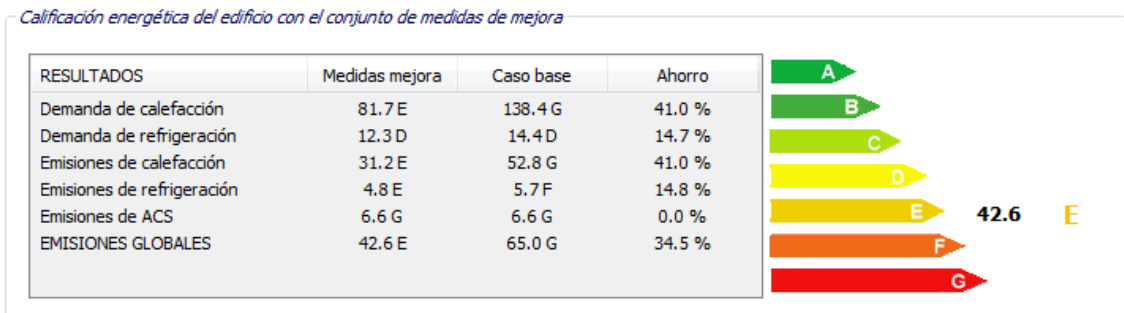 Calificación energética del edificio con el conjunto de medidas de mejora
RESULTADOS Medidas mejora Caso base Ahorro
Demanda de calefacción 81.7 E 138.4 G 41.0 %
Demanda de refrigeración 12.3 D 14.4 D 14.7 %
Emisiones de calefacción 31.2 E 52.8 G 41.0 %
Emisiones de refrigeración 4.8 E 5.7 F 14.8 %
Emisiones de ACS 6.6 G 6.6 G 0.0 %
EMISIONES GLOBALES 42.6 E 65.0 G 34.5 %
A
B
C
D
E 42.6 E
F
G